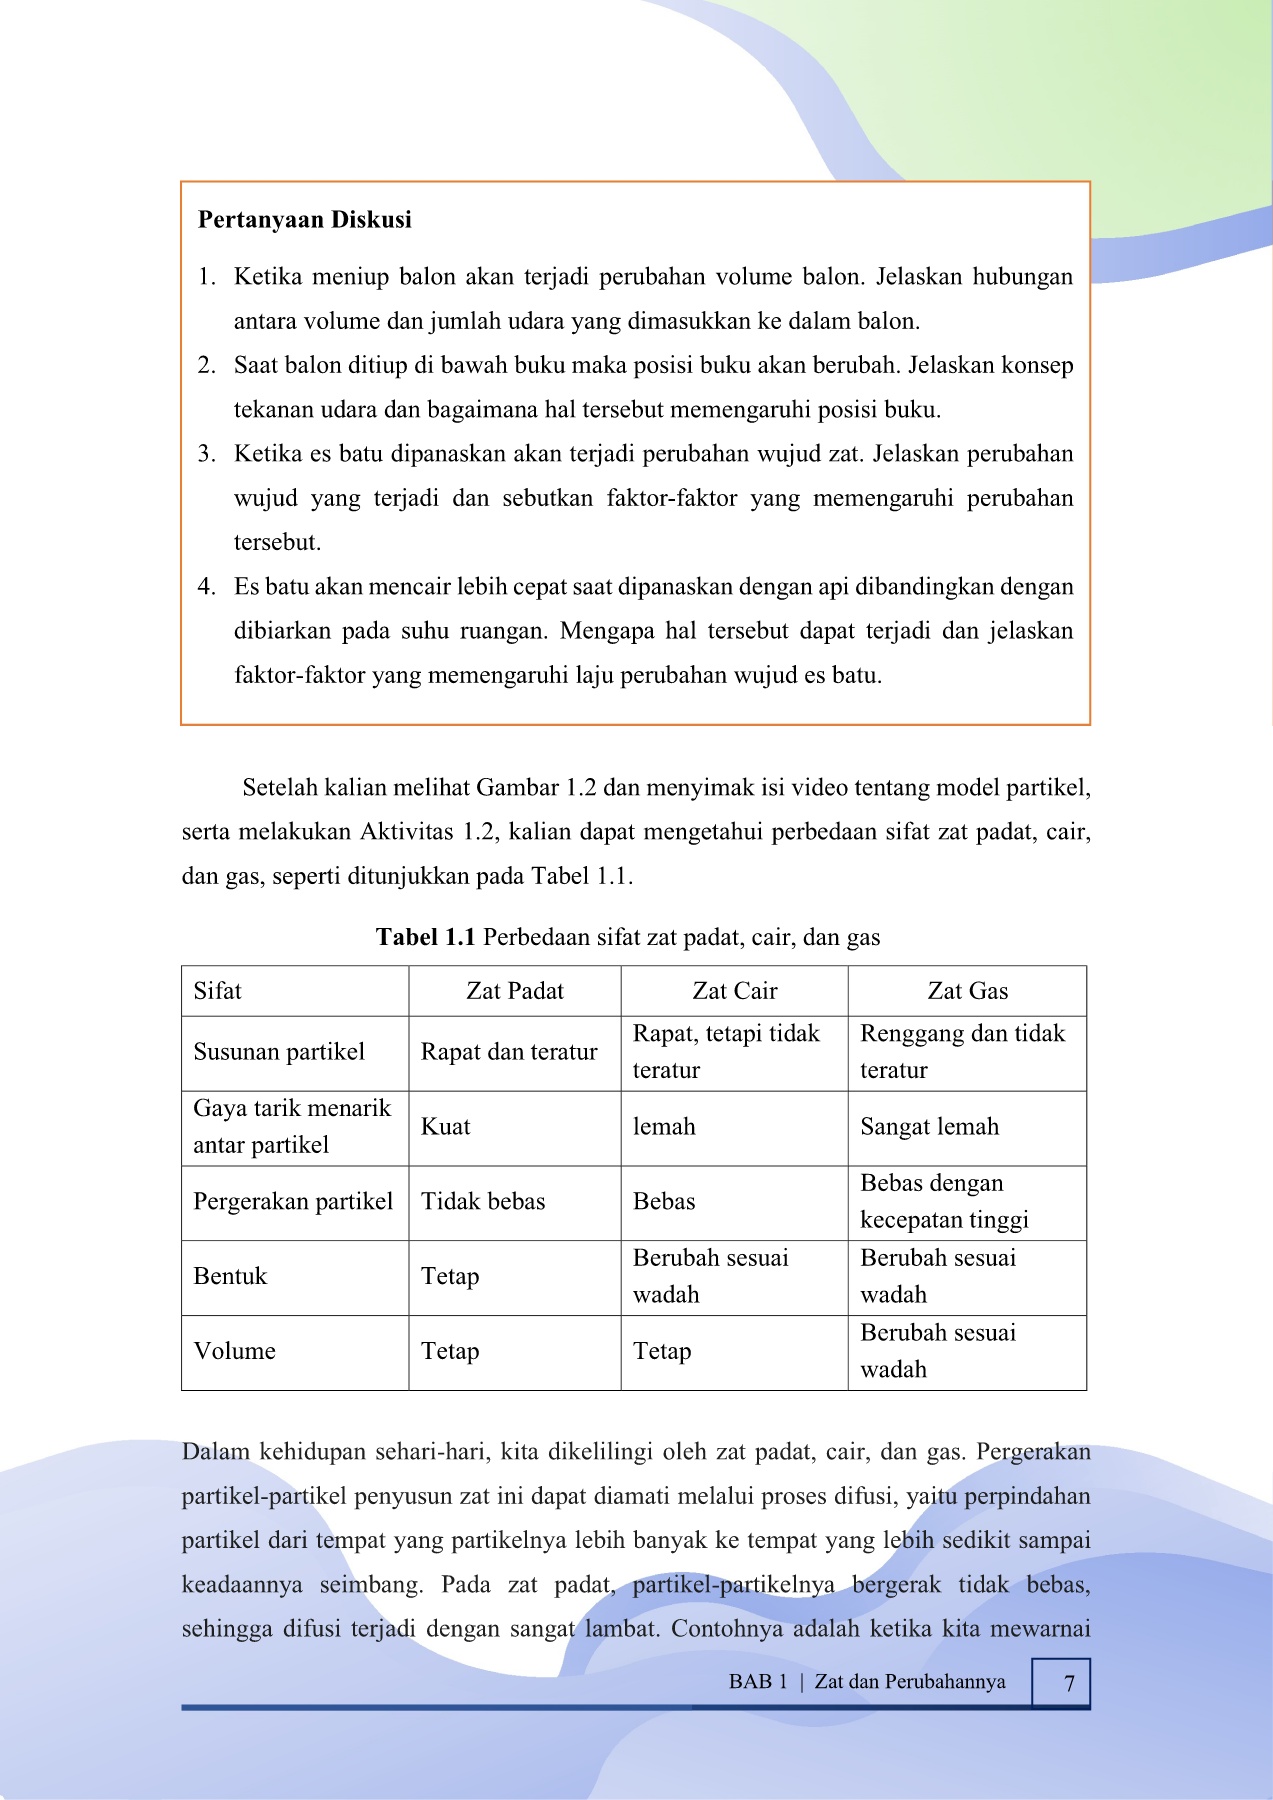 Pertanyaan Diskusi
1. Ketika meniup balon akan terjadi perubahan volume balon. Jelaskan hubungan
antara volume dan jumlah udara yang dimasukkan ke dalam balon.
2. Saat balon ditiup di bawah buku maka posisi buku akan berubah. Jelaskan konsep
tekanan udara dan bagaimana hal tersebut memengaruhi posisi buku.
3. Ketika es batu dipanaskan akan terjadi perubahan wujud zat. Jelaskan perubahan
wujud yang terjadi dan sebutkan faktor-faktor yang memengaruhi perubahan
tersebut.
4. Es batu akan mencair lebih cepat saat dipanaskan dengan api dibandingkan dengan
dibiarkan pada suhu ruangan. Mengapa hal tersebut dapat terjadi dan jelaskan
faktor-faktor yang memengaruhi laju perubahan wujud es batu.
Setelah kalian melihat Gambar 1.2 dan menyimak isi video tentang model partikel,
serta melakukan Aktivitas 1.2, kalian dapat mengetahui perbedaan sifat zat padat, cair,
dan gas, seperti ditunjukkan pada Tabel 1.1.
Tabel 1.1 Perbedaan sifat zat padat, cair, dan gas
Sifat Zat Padat Zat Cair Zat Gas
Susunan partikel Rapat dan teratur Rapat, tetapi tidak
teratur Renggang dan tidak
teratur
Gaya tarik menarik
antar partikel Kuat lemah Sangat lemah
Pergerakan partikel Tidak bebas Bebas Bebas dengan
kecepatan tinggi
Bentuk Tetap Berubah sesuai
wadah Berubah sesuai
wadah
Volume Tetap Tetap Berubah sesuai
wadah
Dalam kehidupan sehari-hari, kita dikelilingi oleh zat padat, cair, dan gas. Pergerakan
partikel-partikel penyusun zat ini dapat diamati melalui proses difusi, yaitu perpindahan
partikel dari tempat yang partikelnya lebih banyak ke tempat yang lebih sedikit sampai
keadaannya seimbang. Pada zat padat, partikel-partikelnya bergerak tidak bebas,
sehingga difusi terjadi dengan sangat lambat. Contohnya adalah ketika kita mewarnai
BAB 1 | Zat dan Perubahannya 7